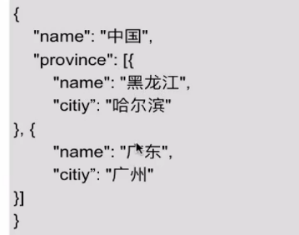 {
"name": "中国",
"province": [{
"name": "黑龙江",
"citiy”: "哈尔滨"
}, {
"name": "广东",
"citiy”: "广州"
}]
}